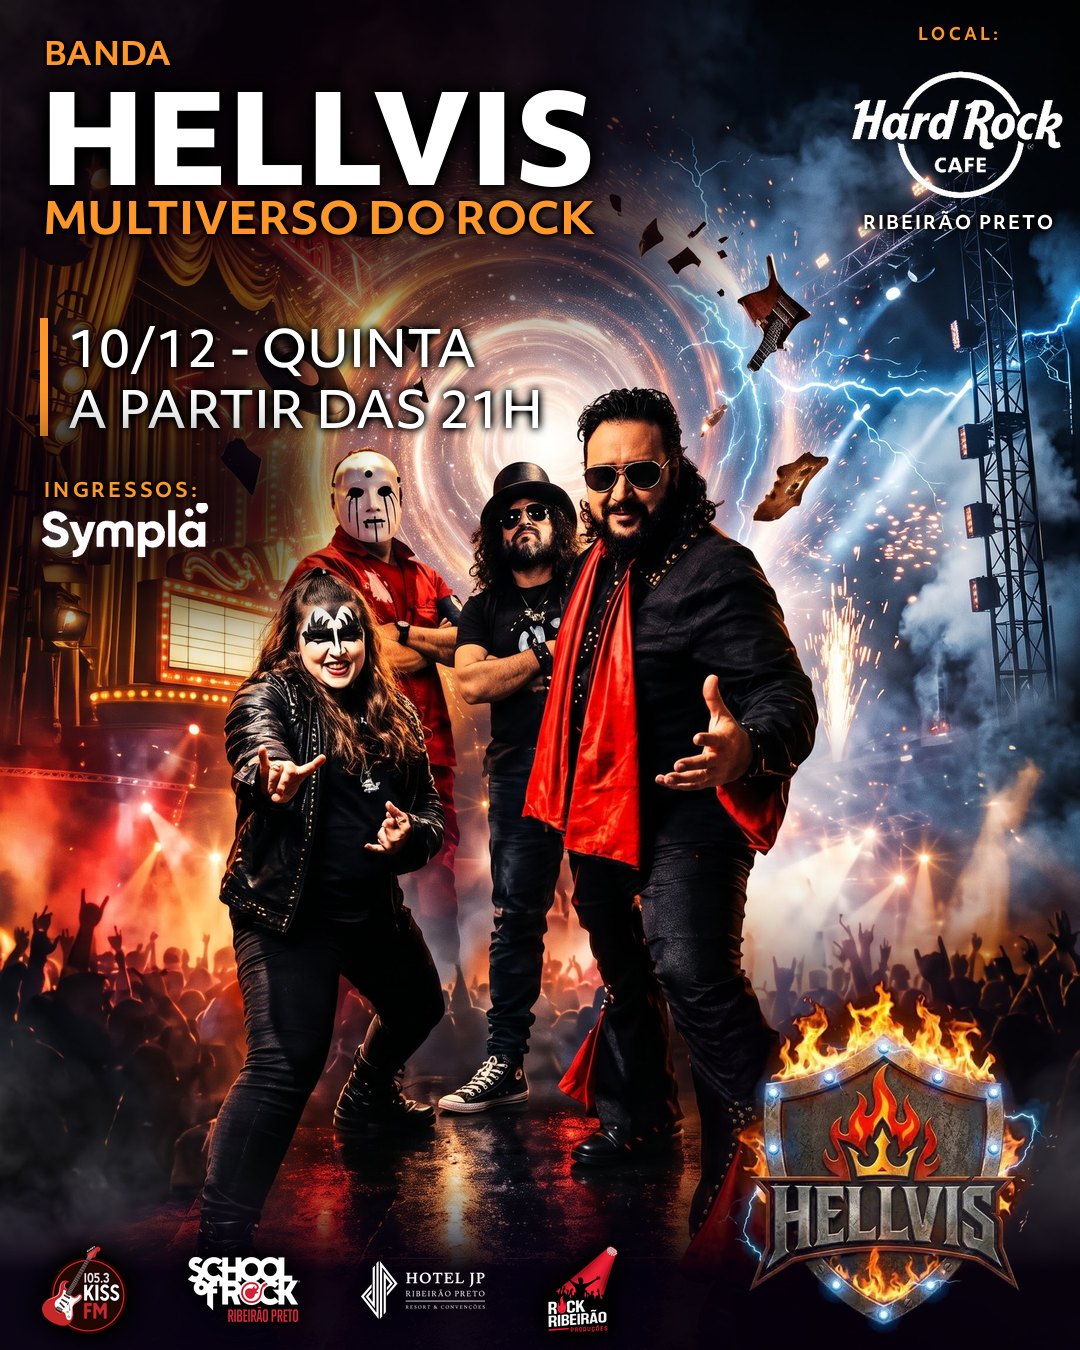 BANDA
HELLVIS
MULTIVERSO DO ROCK
LOCAL:
Hard Rock
CAFE
RIBEIRÃO PRETO
10/12 - QUINTA
A PARTIR DAS 21H
INGRESSOS:
Sympla
HELLVIS
105.3
KISS
FM
SCHOOL
OF ROCK
RIBEIRÃO PRETO
HOTEL JP
RIBEIRÃO PRETO
RESORT & CONVENÇÕES
ROCK
RIBEIRÃO
PRODUÇÕES